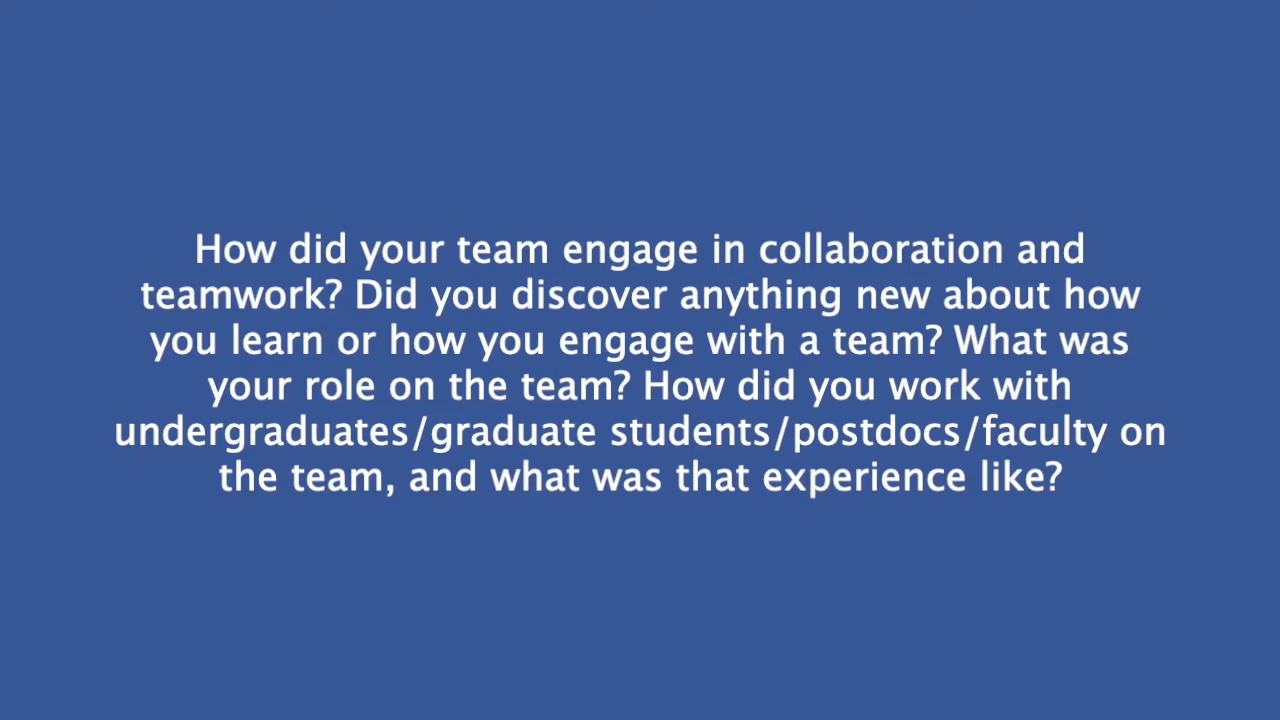 How did your team engage in collaboration and
teamwork? Did you discover anything new about how
you learn or how you engage with a team? What was
your role on the team? How did you work with
undergraduates/graduate students/postdocs/faculty on
the team, and what was that experience like?